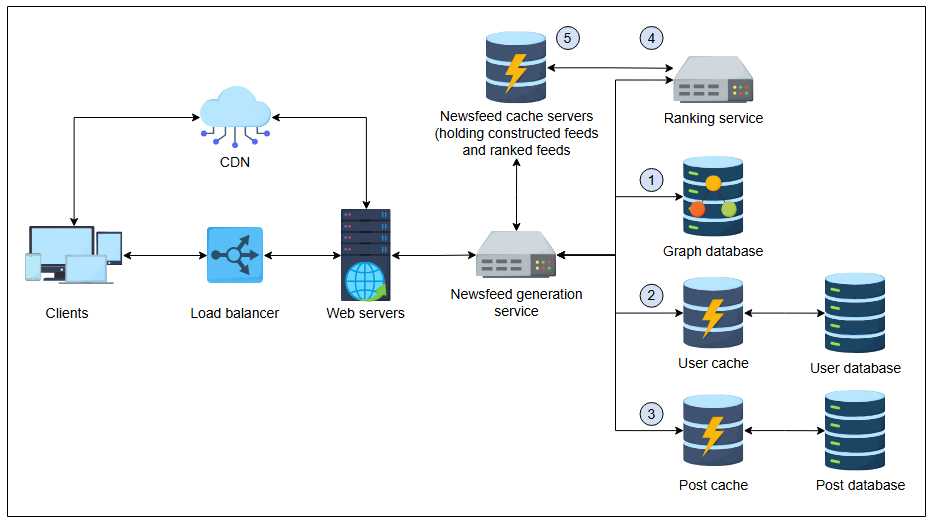 5
4
Newsfeed cache servers
(holding constructed feeds
and ranked feeds
Ranking service
CDN
1
Graph database
Clients
Load balancer
Web servers
Newsfeed generation
service
2
User cache
User database
3
Post cache
Post database